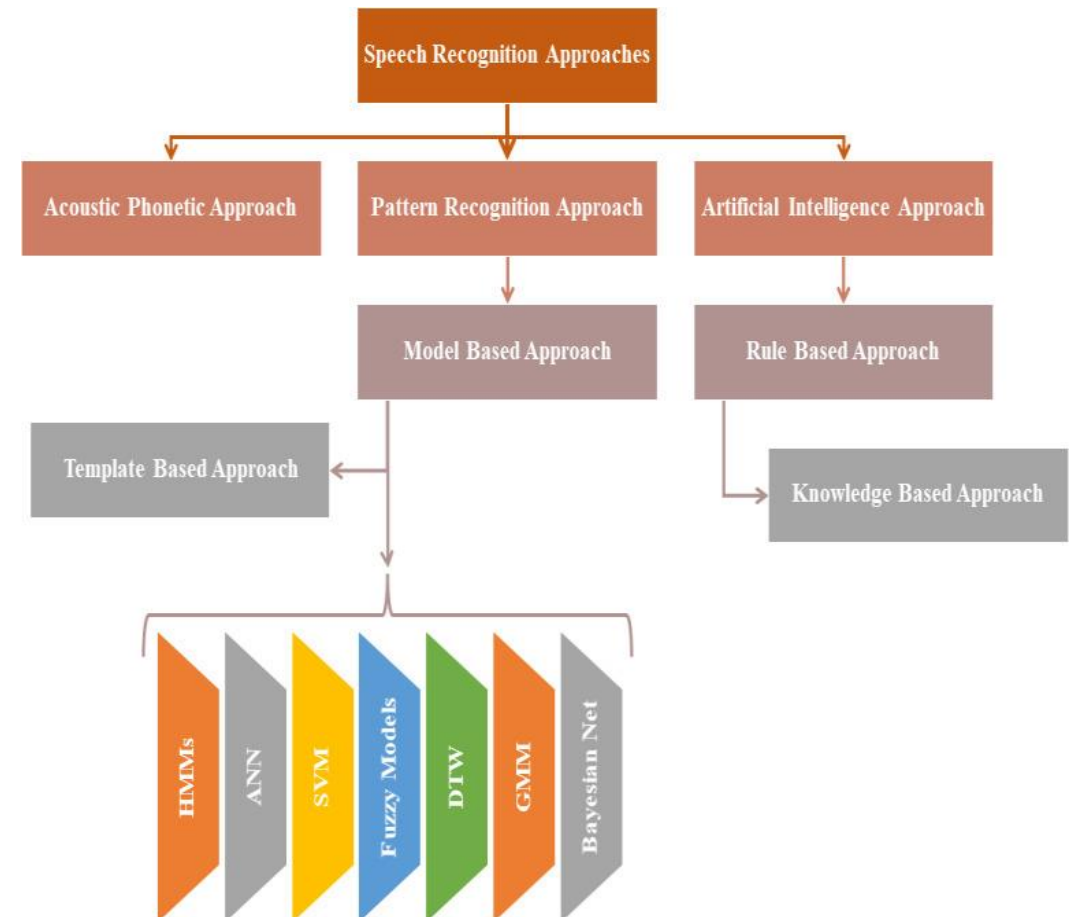 Speech Recognition Approaches
Acoustic Phonetic Approach
Pattern Recognition Approach
Artificial Intelligence Approach
Model Based Approach
Rule Based Approach
Template Based Approach
Knowledge Based Approach
HMMs
ANN
SVM
Fuzzy Models
DTW
GMM
Bayesian Net